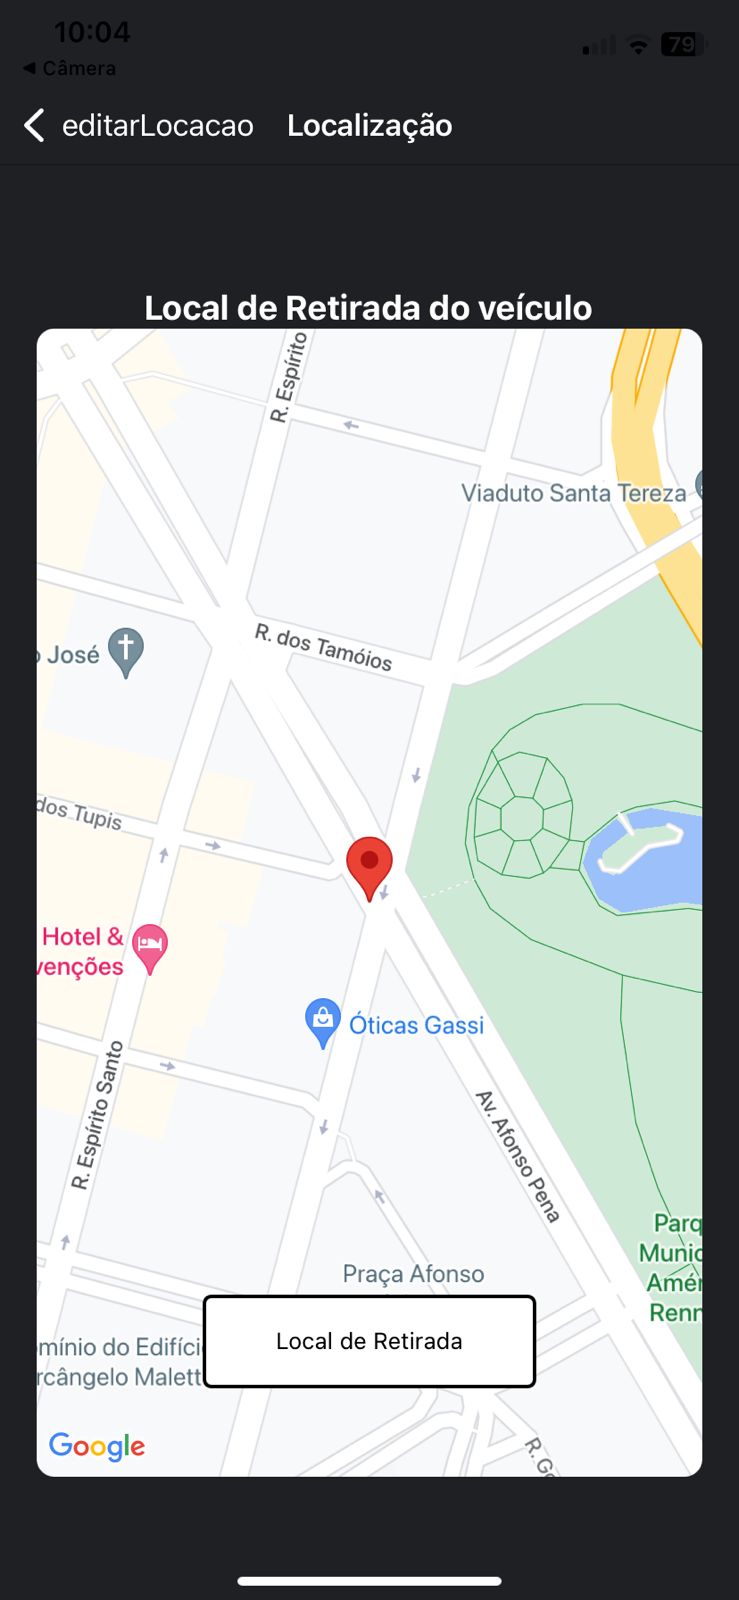 10:04
79
Câmera
editarLocacao Localização
Local de Retirada do veículo
R. Espírito
Viaduto Santa Tereza
R. dos Tamóios
José
dos Tupis
Hotel &
venções
Óticas Gassi
R. Espírito Santo
Av. Afonso Pena
Parq
Munic
Amér
Renn
Praça Afonso
Local de Retirada
mínio do Edifíci
rcângelo Malett
Google
R. Go